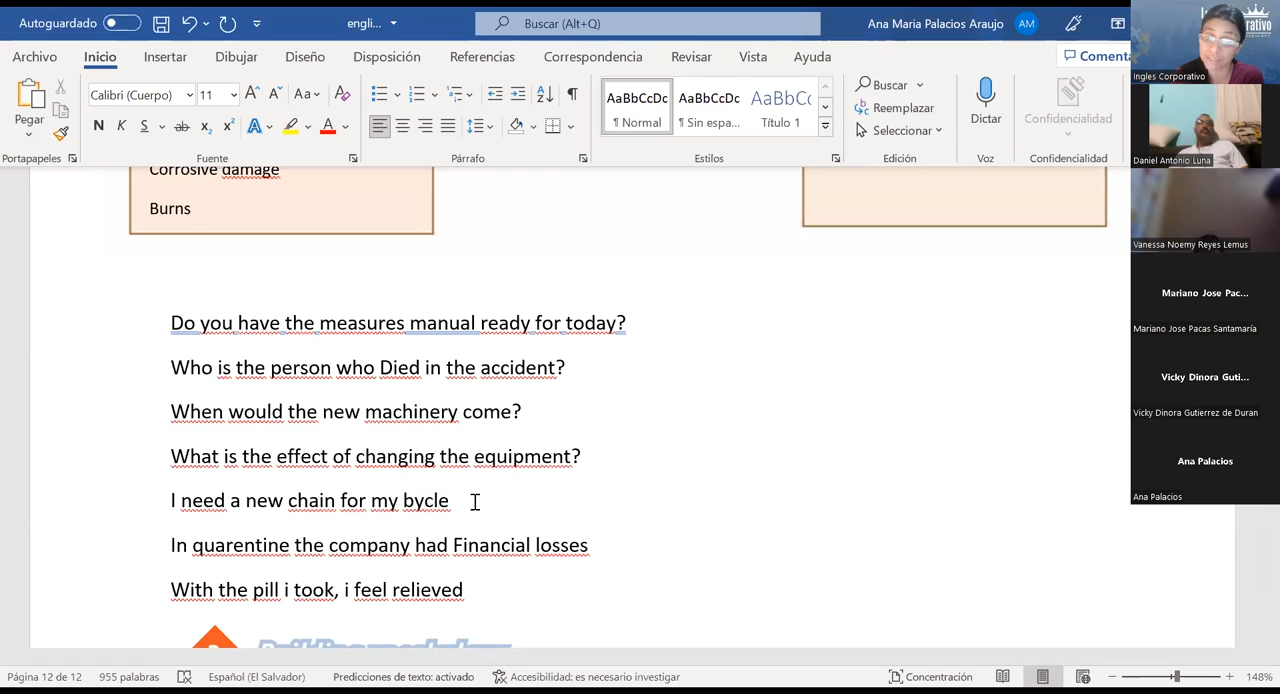 Autoguardado
engli...
Buscar (Alt+Q)
Ana Maria Palacios Araujo
AM
Archivo
Inicio
Insertar
Dibujar
Diseño
Disposición
Referencias
Correspondencia
Revisar
Vista
Ayuda
Comenta
Pegar
Portapapeles
Calibri (Cuerpo)
11
Fuente
Párrafo
AaBbCcDc
¶ Normal
AaBbCcDc
¶ Sin espa...
AaBbCc
Título 1
Estilos
Buscar
Reemplazar
Seleccionar
Edición
Dictar
Voz
Confidencialidad
Confidencialidad
Corrosive damage
Burns
Do you have the measures manual ready for today?
Who is the person who Died in the accident?
When would the new machinery come?
What is the effect of changing the equipment?
I need a new chain for my bycle
In quarentine the company had Financial losses
With the pill i took, i feel relieved
Ingles Corporativo
Daniel Antonio Luna
Vanessa Noemy Reyes Lemus
Mariano Jose Pac...
Mariano Jose Pacas Santamaría
Vicky Dinora Guti...
Vicky Dinora Gutierrez de Duran
Ana Palacios
Ana Palacios
Página 12 de 12
955 palabras
Español (El Salvador)
Predicciones de texto: activado
Accesibilidad: es necesario investigar
Concentración
148%